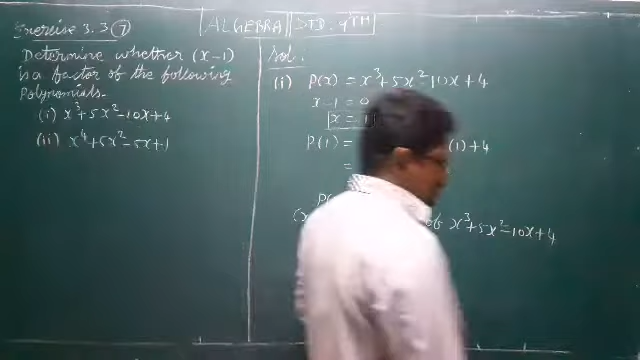 Exercise 3.3 (7)
ALGEBRA STD. 9TH
Determine whether (x-1)
is a factor of the following
Polynomials.
(i) x³+5x²-10x+4
(ii) x⁴+5x²-5x+1
Sol.
(i) P(x) = x³+5x²-10x+4
x-1 = 0
x = 1
P(1) = (1)+4
=
P(
(x of x³+5x²-10x+4